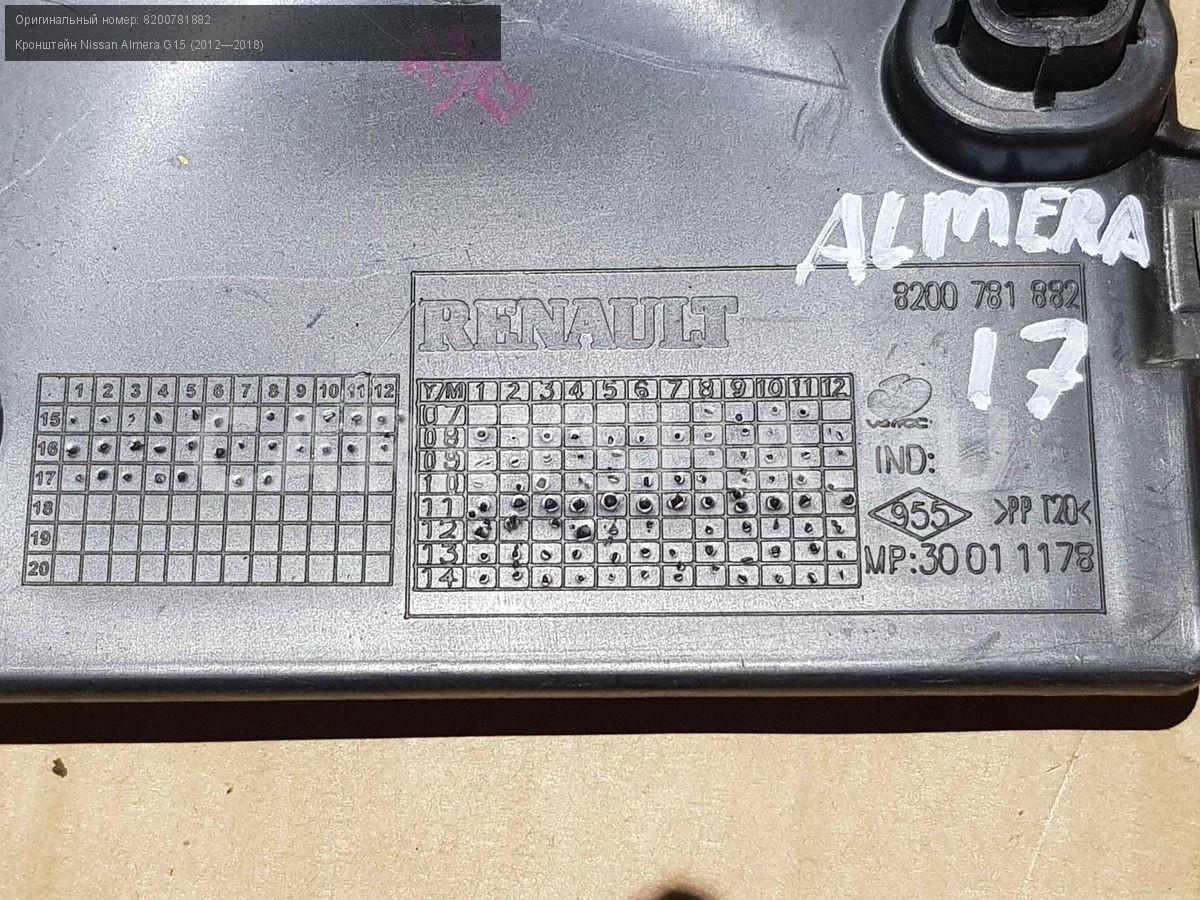 Оригинальный номер: 8200781882
Кронштейн Nissan Almera G15 (2012—2018)
ALMERA
8200 781 882
RENAULT
17
1 2 3 4 5 6 7 8 9 10 11 12
15
16
17
18
19
20
Y/M 1 2 3 4 5 6 7 8 9 10 11 12
07
08
09
10
11
12
13
14
IND:
955 >PP T20<
MP:30 01 1178